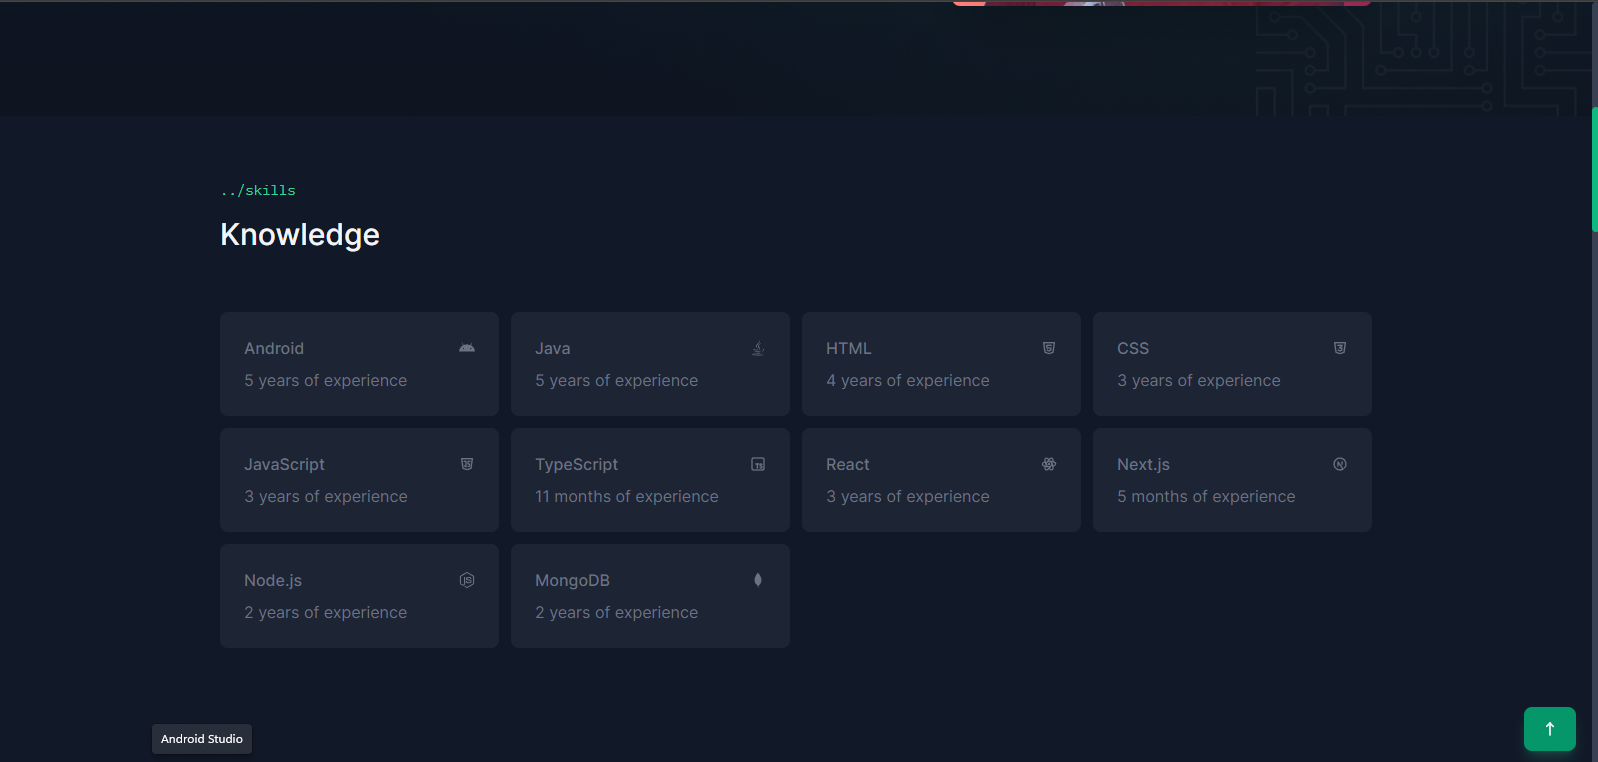 ../skills
Knowledge
Android
5 years of experience
Java
5 years of experience
HTML
4 years of experience
CSS
3 years of experience
JavaScript
3 years of experience
TypeScript
11 months of experience
React
3 years of experience
Next.js
5 months of experience
Node.js
2 years of experience
MongoDB
2 years of experience
Android Studio